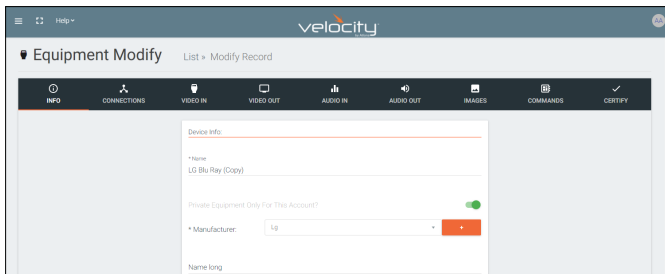 Help
velocity
AA
Equipment Modify
List » Modify Record
INFO
CONNECTIONS
VIDEO IN
VIDEO OUT
AUDIO IN
AUDIO OUT
IMAGES
COMMANDS
CERTIFY
Device Info:
* Name
LG Blu Ray (Copy)
Private Equipment Only For This Account?
* Manufacturer:
Lg
+
Name long